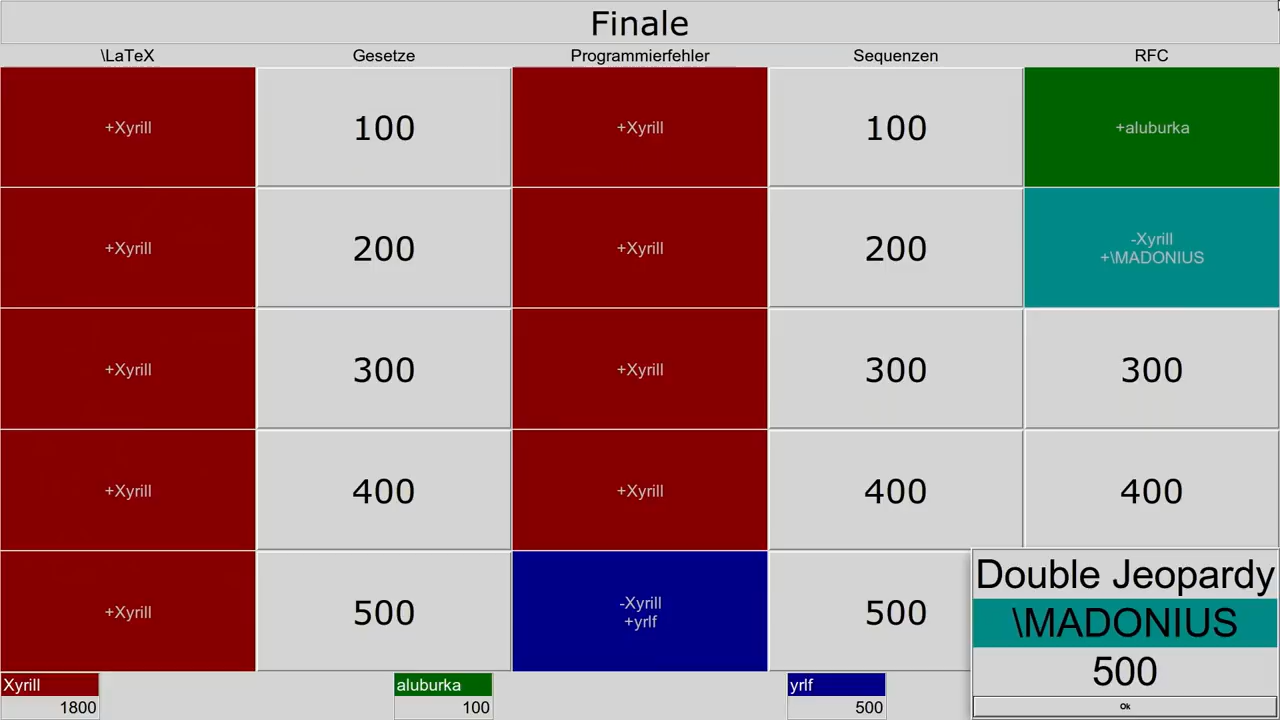 Finale
\LaTeX Gesetze Programmierfehler Sequenzen RFC
+Xyrill 100 +Xyrill 100 +aluburka
+Xyrill 200 +Xyrill 200 -Xyrill
+\MADONIUS
+Xyrill 300 +Xyrill 300 300
+Xyrill 400 +Xyrill 400 400
+Xyrill 500 -Xyrill
+yrlf
500
Double Jeopardy
\MADONIUS
500
Ok
Xyrill aluburka yrlf
1800 100 500